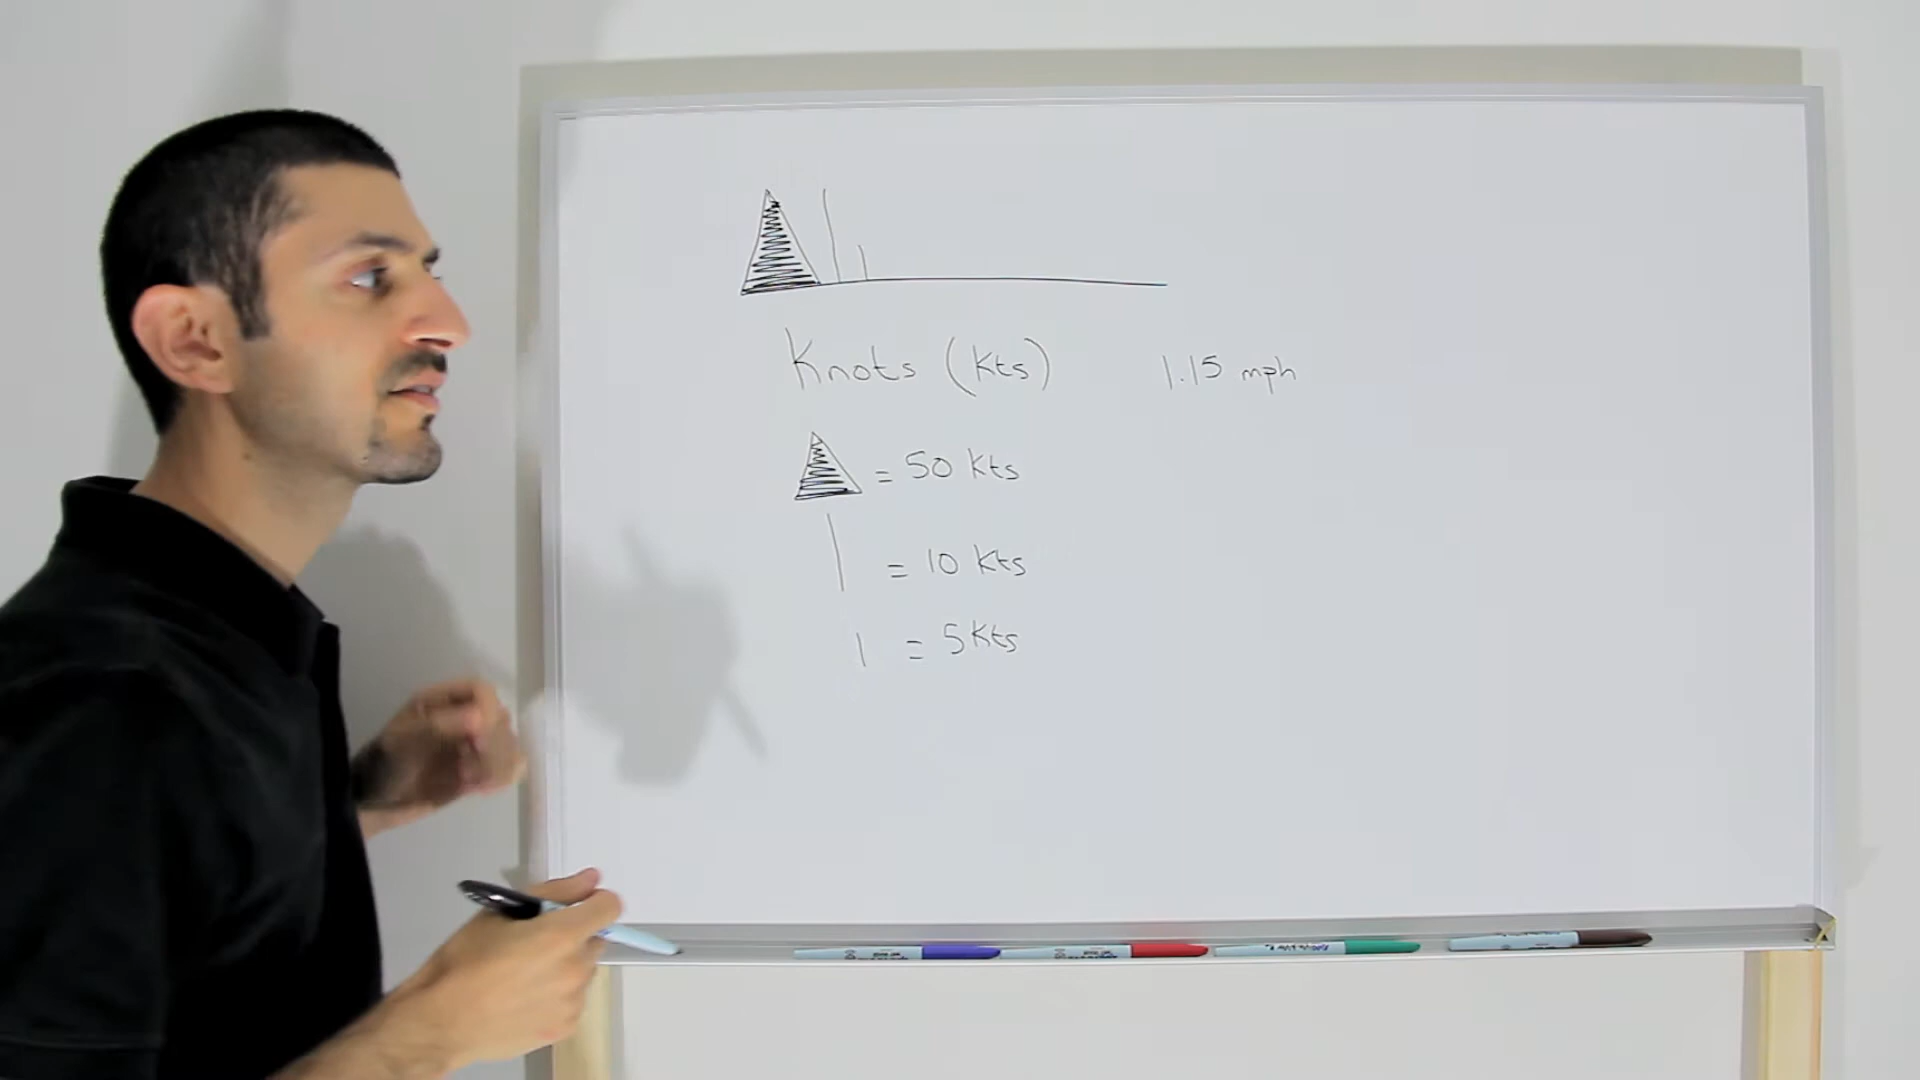 Knots (Kts) 1.15 mph
= 50 Kts
= 10 Kts
= 5 Kts